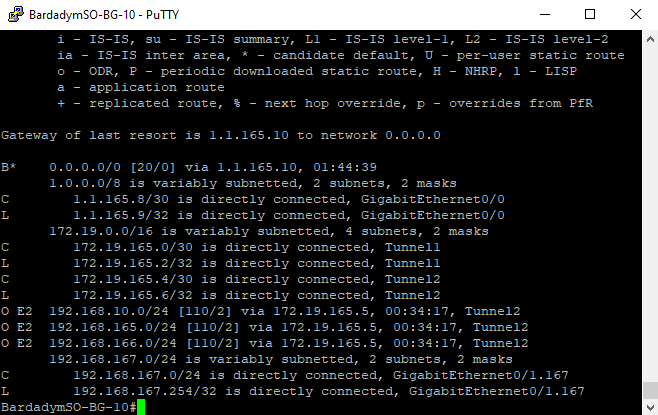 BardadymSO-BG-10 - PuTTY
i - IS-IS, su - IS-IS summary, L1 - IS-IS level-1, L2 - IS-IS level-2
ia - IS-IS inter area, * - candidate default, U - per-user static route
o - ODR, P - periodic downloaded static route, H - NHRP, l - LISP
a - application route
+ - replicated route, % - next hop override, p - overrides from PfR
Gateway of last resort is 1.1.165.10 to network 0.0.0.0
B*    0.0.0.0/0 [20/0] via 1.1.165.10, 01:44:39
1.0.0.0/8 is variably subnetted, 2 subnets, 2 masks
C        1.1.165.8/30 is directly connected, GigabitEthernet0/0
L        1.1.165.9/32 is directly connected, GigabitEthernet0/0
172.19.0.0/16 is variably subnetted, 4 subnets, 2 masks
C        172.19.165.0/30 is directly connected, Tunnel1
L        172.19.165.2/32 is directly connected, Tunnel1
C        172.19.165.4/30 is directly connected, Tunnel2
L        172.19.165.6/32 is directly connected, Tunnel2
O E2  192.168.10.0/24 [110/2] via 172.19.165.5, 00:34:17, Tunnel2
O E2  192.168.165.0/24 [110/2] via 172.19.165.5, 00:34:17, Tunnel2
O E2  192.168.166.0/24 [110/2] via 172.19.165.5, 00:34:17, Tunnel2
192.168.167.0/24 is variably subnetted, 2 subnets, 2 masks
C        192.168.167.0/24 is directly connected, GigabitEthernet0/1.167
L        192.168.167.254/32 is directly connected, GigabitEthernet0/1.167
BardadymSO-BG-10#